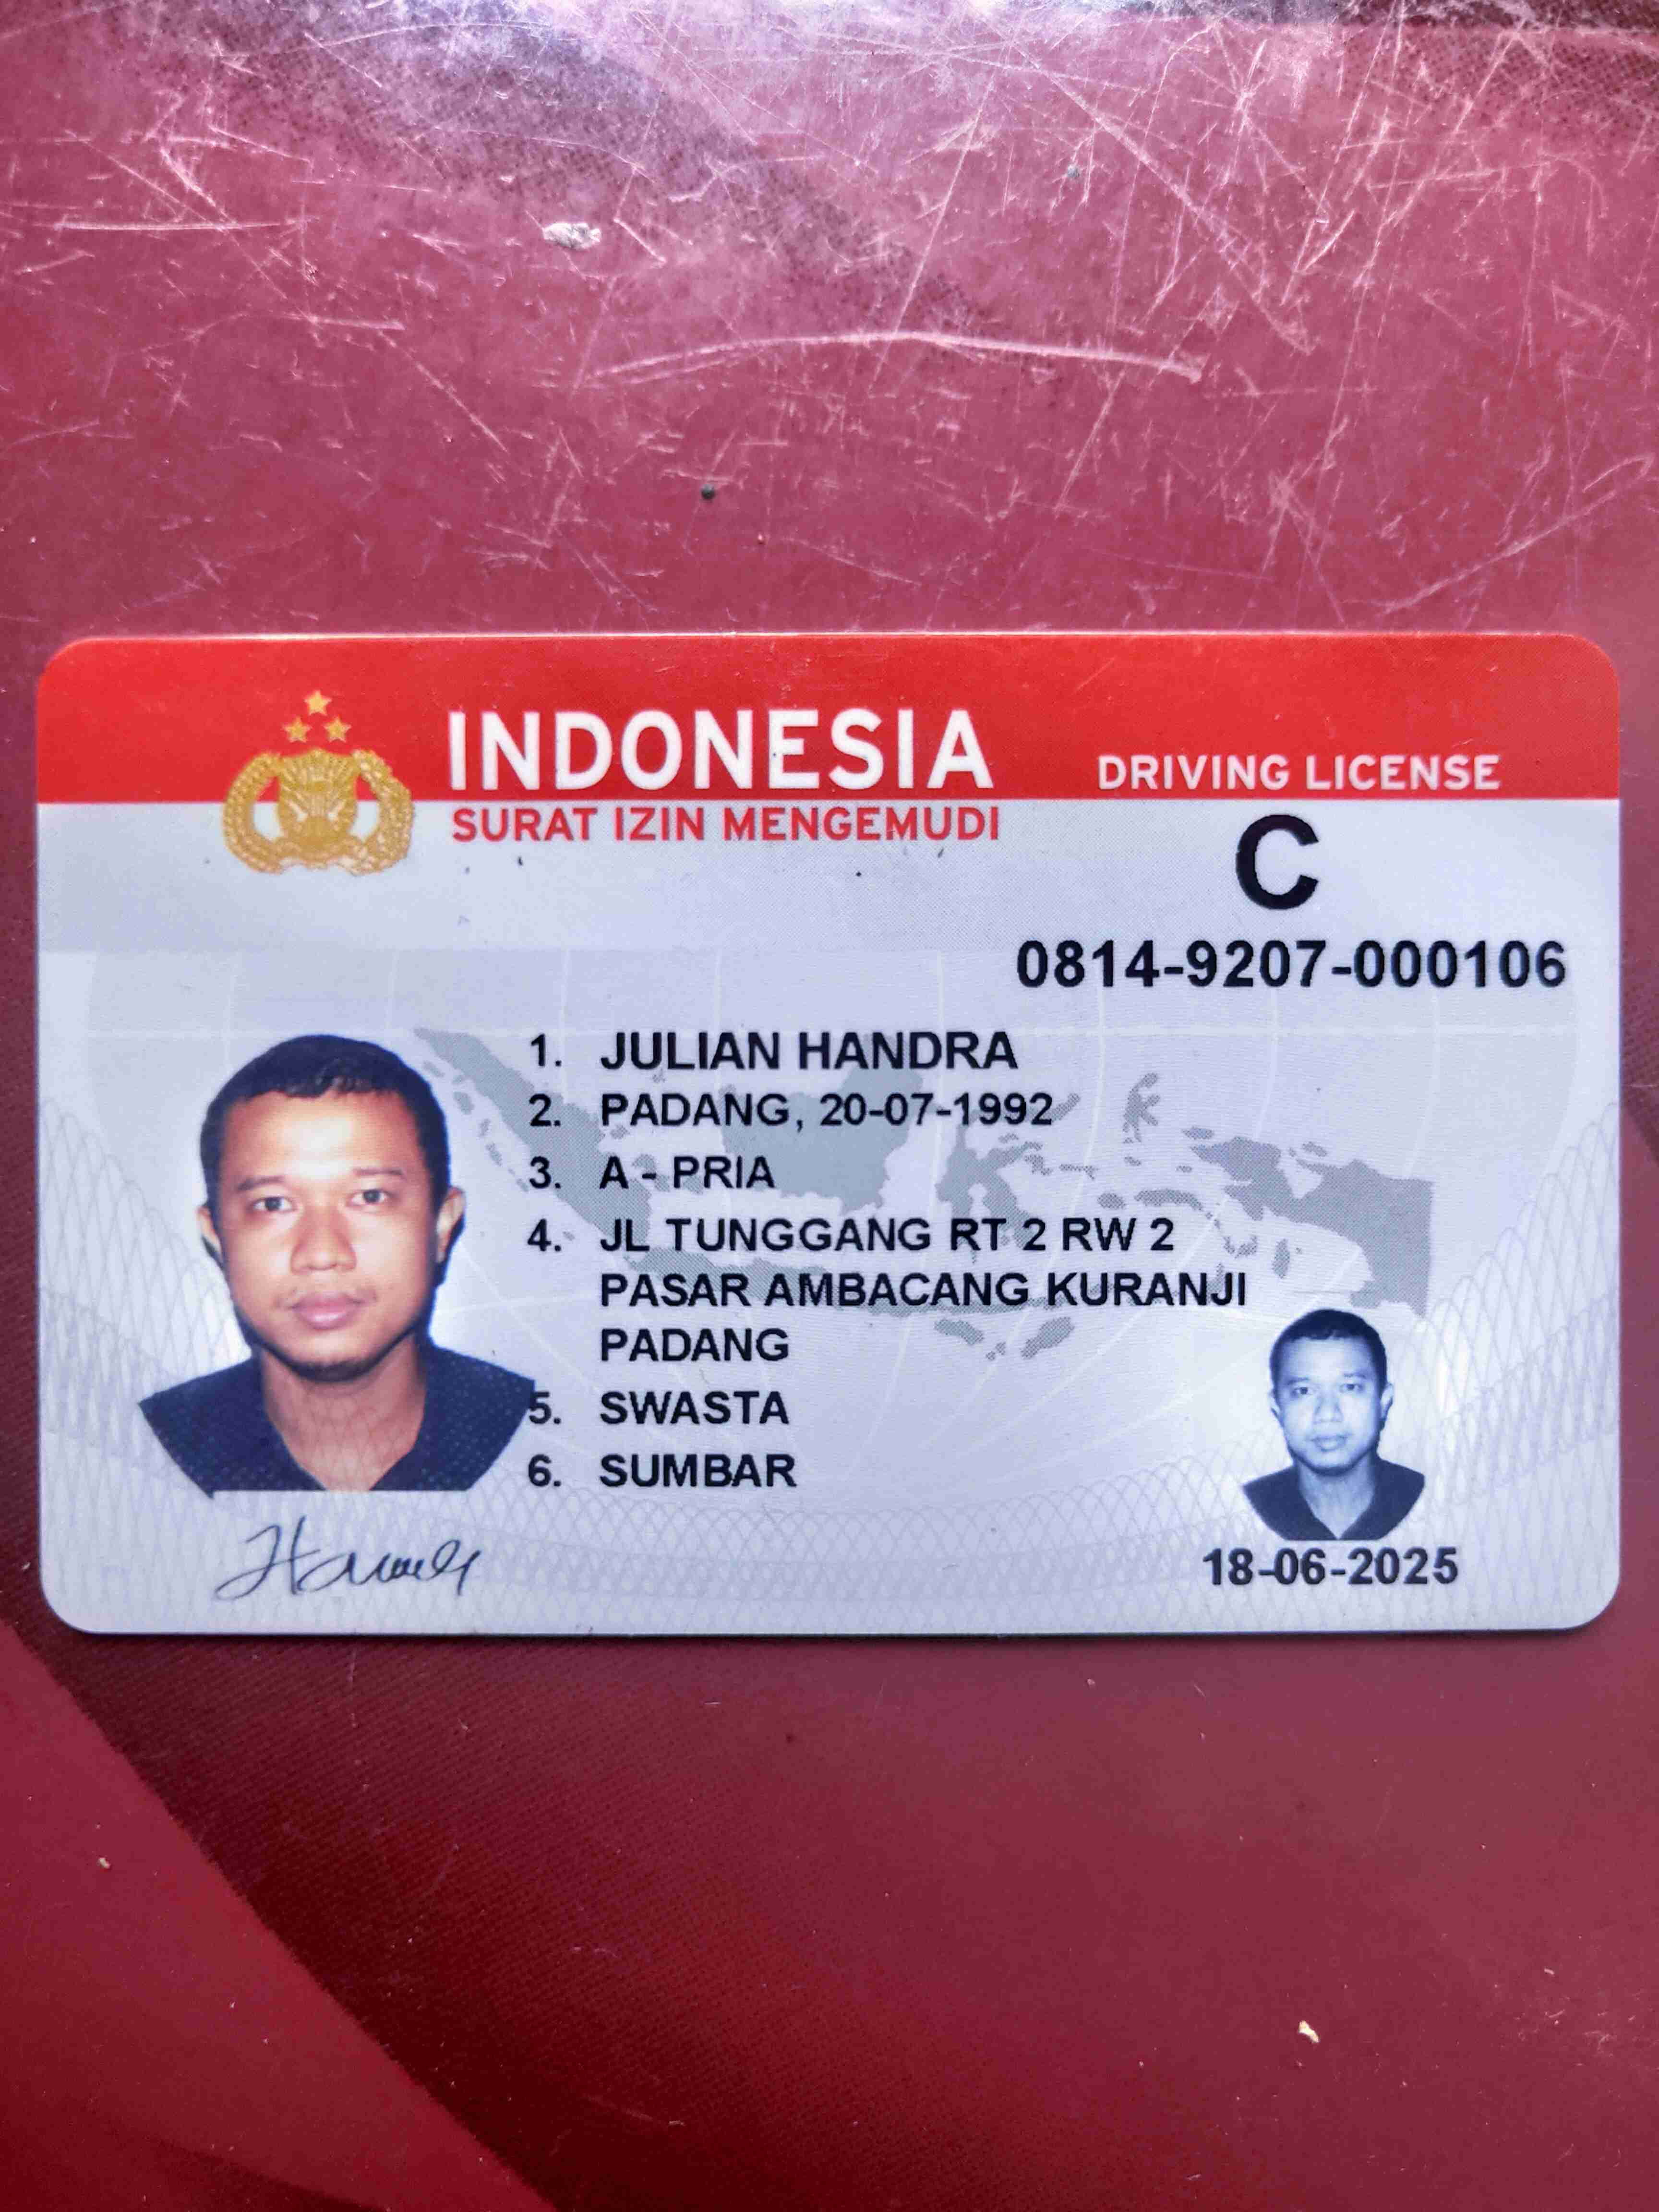 INDONESIA
DRIVING LICENSE
SURAT IZIN MENGEMUDI
C
0814-9207-000106
1. JULIAN HANDRA
2. PADANG, 20-07-1992
3. A - PRIA
4. JL TUNGGANG RT 2 RW 2
PASAR AMBACANG KURANJI
PADANG
5. SWASTA
6. SUMBAR
18-06-2025